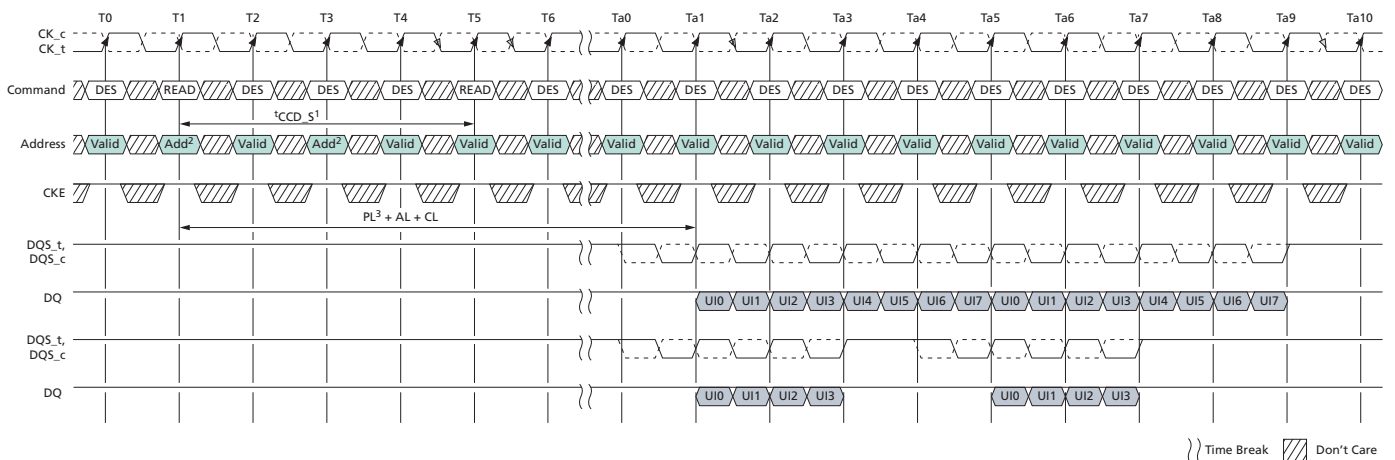 T0 T1 T2 T3 T4 T5 T6 Ta0 Ta1 Ta2 Ta3 Ta4 Ta5 Ta6 Ta7 Ta8 Ta9 Ta10
CK_c
CK_t
Command DES READ DES DES DES READ DES DES DES DES DES DES DES DES DES DES DES DES
tCCD_S1
Address Valid Add2 Valid Add2 Valid Valid Valid Valid Valid Valid Valid Valid Valid Valid Valid Valid Valid Valid
CKE
PL3 + AL + CL
DQS_t,
DQS_c
DQ UI0 UI1 UI2 UI3 UI4 UI5 UI6 UI7 UI0 UI1 UI2 UI3 UI4 UI5 UI6 UI7
DQS_t,
DQS_c
DQ UI0 UI1 UI2 UI3 UI0 UI1 UI2 UI3
Time Break Don't Care